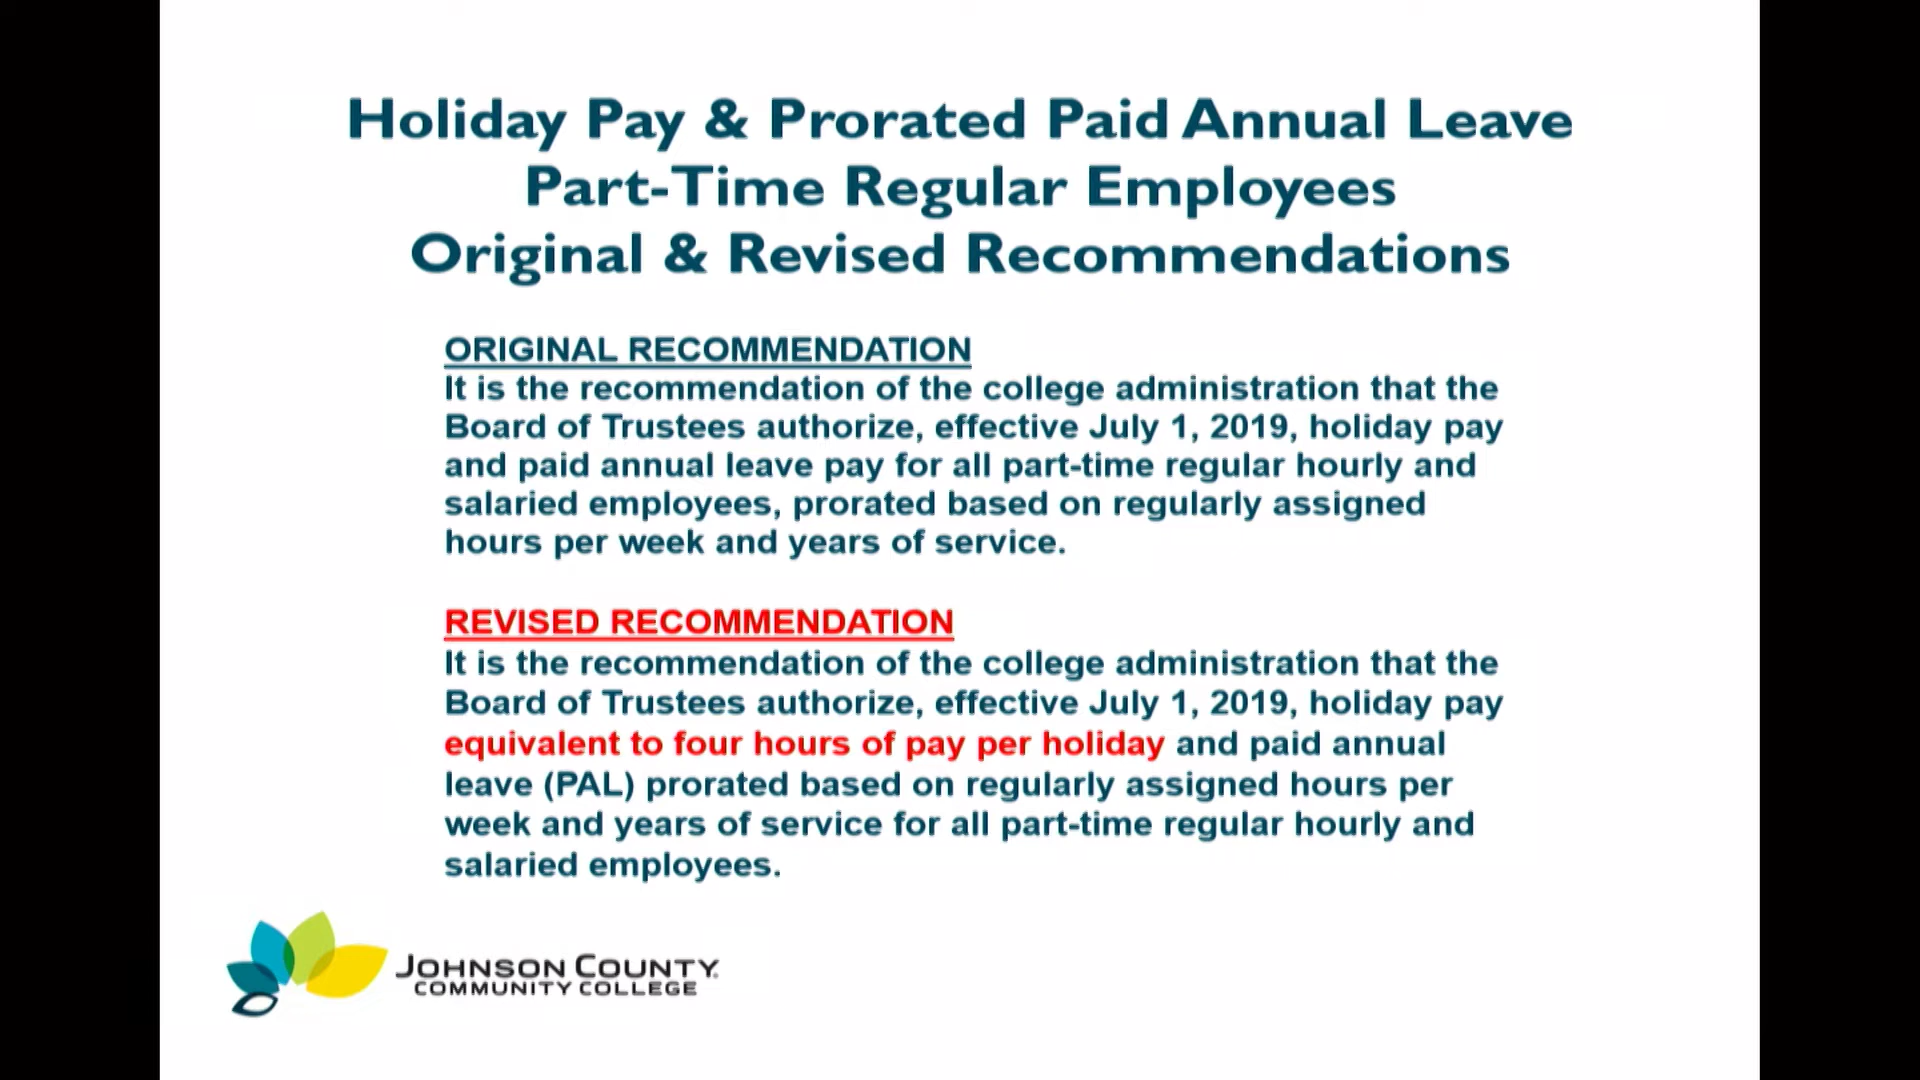 Holiday Pay & Prorated Paid Annual Leave
Part-Time Regular Employees
Original & Revised Recommendations
ORIGINAL RECOMMENDATION
It is the recommendation of the college administration that the
Board of Trustees authorize, effective July 1, 2019, holiday pay
and paid annual leave pay for all part-time regular hourly and
salaried employees, prorated based on regularly assigned
hours per week and years of service.
REVISED RECOMMENDATION
It is the recommendation of the college administration that the
Board of Trustees authorize, effective July 1, 2019, holiday pay
equivalent to four hours of pay per holiday and paid annual
leave (PAL) prorated based on regularly assigned hours per
week and years of service for all part-time regular hourly and
salaried employees.
JOHNSON COUNTY
COMMUNITY COLLEGE